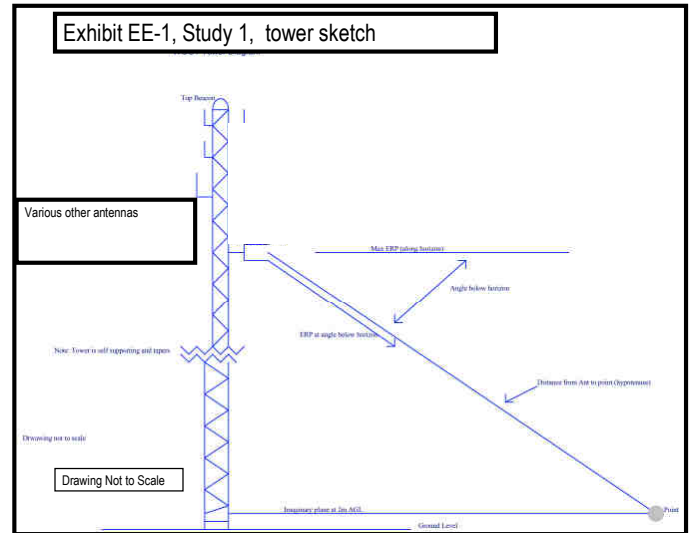 Exhibit EE-1, Study 1, tower sketch
Top Beacon
Various other antennas
Max ERP (along horizon)
Angle below horizon
ERP at angle below horizon
Note: Tower is self supporting and tapers
Distance from Ant to point (hypotenuse)
Drwawing not to scale
Drawing Not to Scale
Imaginary plane at 2m AGL
Point
Ground Level